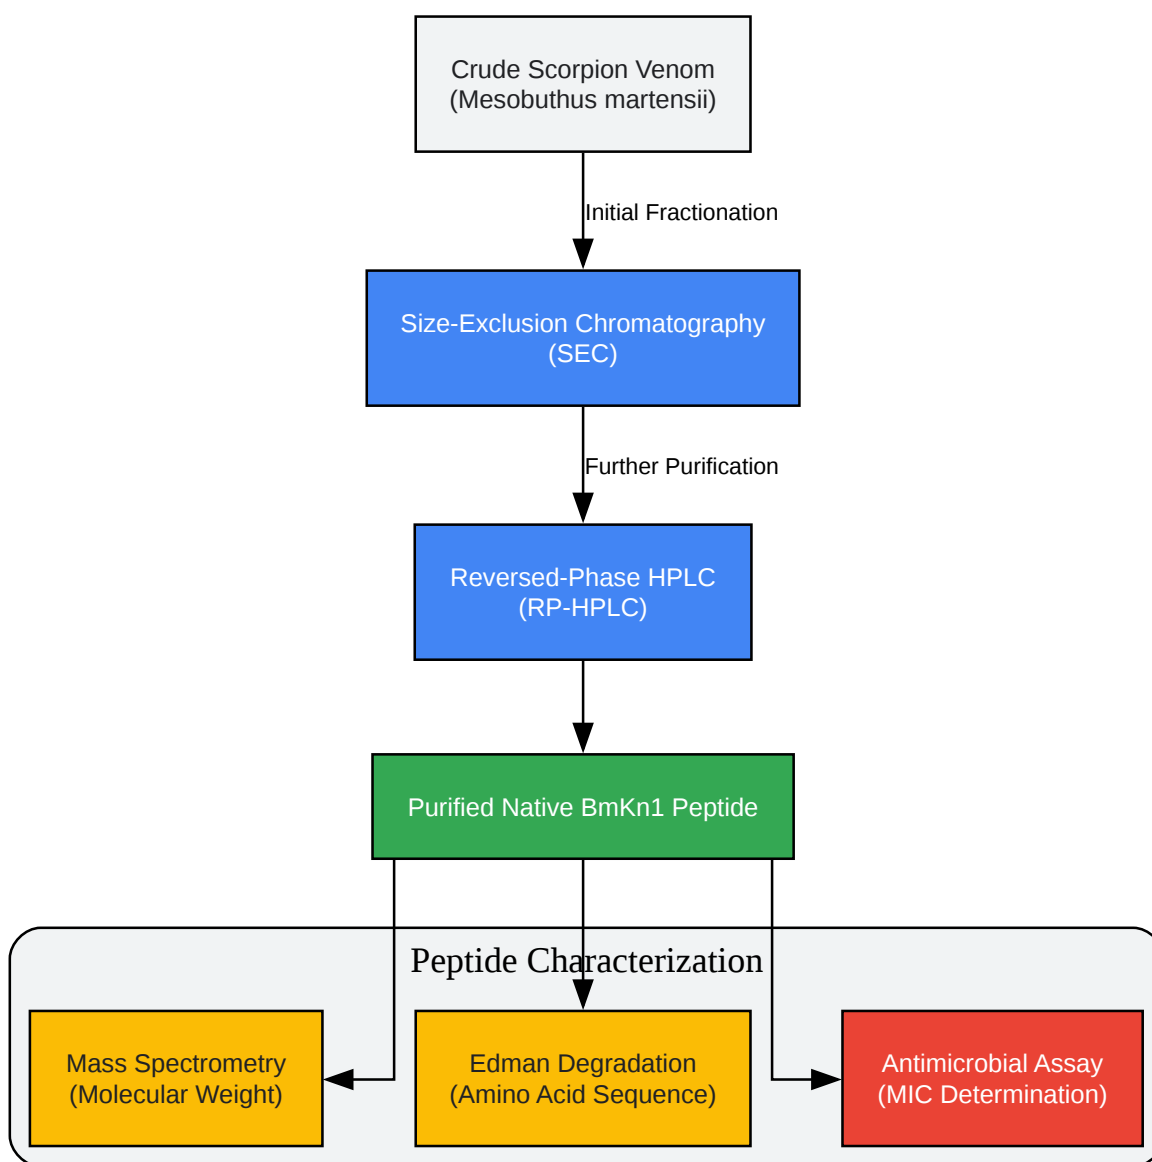 Crude Scorpion Venom
(Mesobuthus martensii)
Initial Fractionation
Size-Exclusion Chromatography
(SEC)
Further Purification
Reversed-Phase HPLC
(RP-HPLC)
Purified Native BmKn1 Peptide
Peptide Characterization
Mass Spectrometry
(Molecular Weight)
Edman Degradation
(Amino Acid Sequence)
Antimicrobial Assay
(MIC Determination)